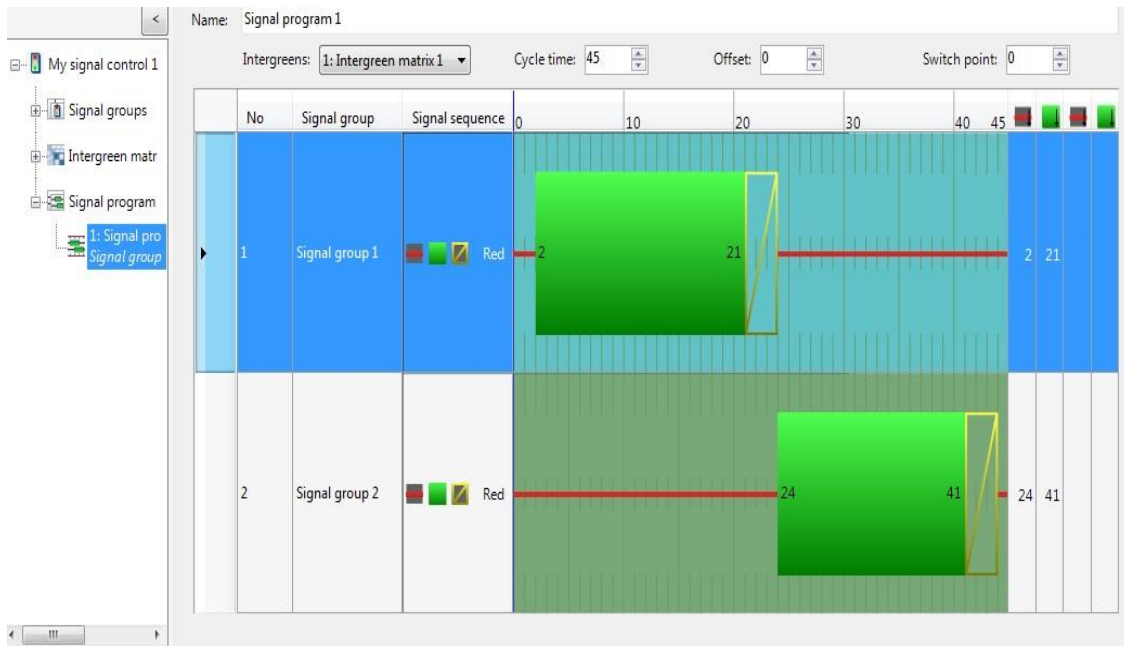 <
Name: Signal program 1
My signal control 1
Signal groups
Intergreen matr
Signal program
1: Signal pro
Signal group
Intergreens: 1: Intergreen matrix 1 Cycle time: 45 Offset: 0 Switch point: 0
No Signal group Signal sequence 0 10 20 30 40 45
1 Signal group 1 Red 2 21 2 21
2 Signal group 2 Red 24 41 24 41